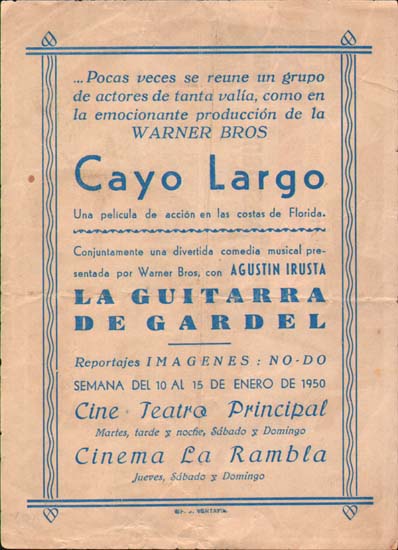 ...Pocas veces se reune un grupo
de actores de tanta valía, como en
la emocionante producción de la
WARNER BROS
Cayo Largo
Una película de acción en las costas de Florida.
Conjuntamente una divertida comedia musical pre-
sentada por Warner Bros, con AGUSTIN IRUSTA
LA GUITARRA
DE GARDEL
Reportajes IMAGENES: NO-DO
SEMANA DEL 10 AL 15 DE ENERO DE 1950
Cine Teatro Principal
Martes, tarde y noche, Sábado y Domingo
Cinema La Rambla
Jueves, Sábado y Domingo